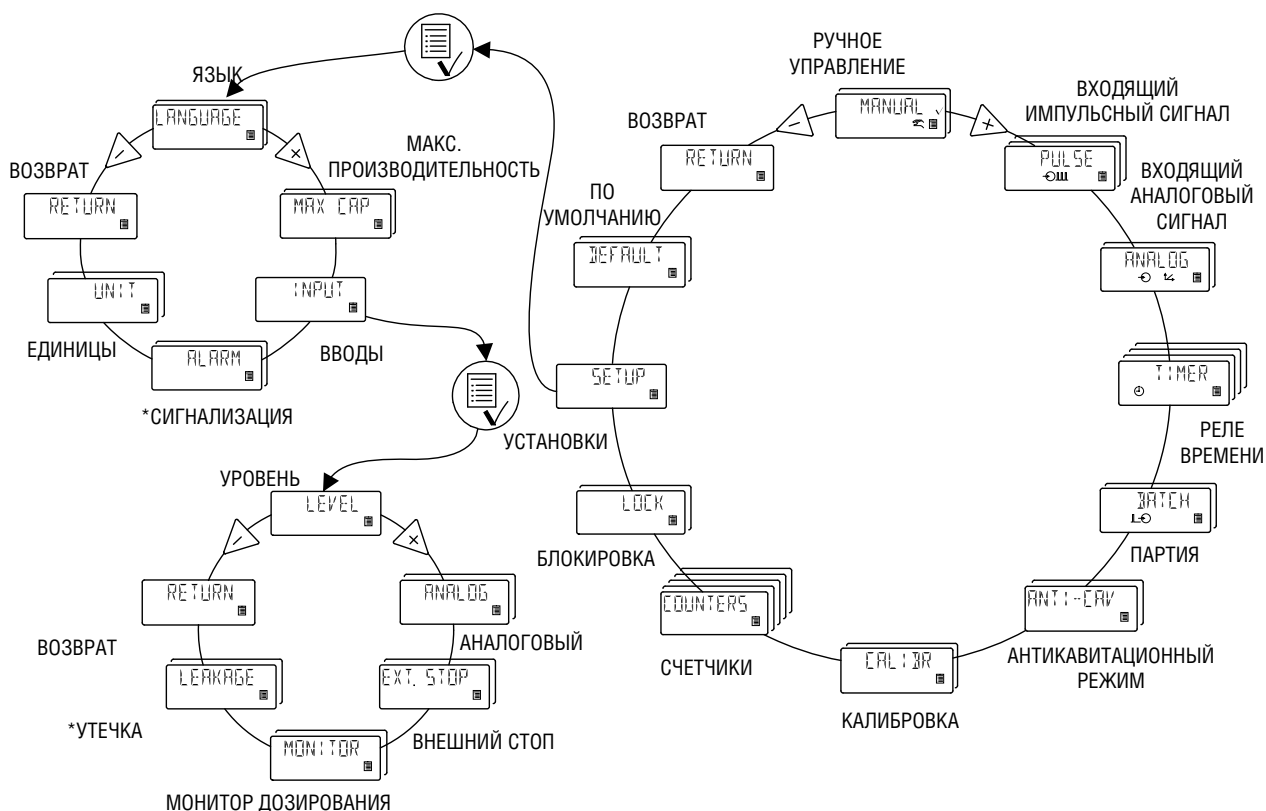 ЯЗЫК
LANGUAGE
ВОЗВРАТ
RETURN
МАКС.
ПРОИЗВОДИТЕЛЬНОСТЬ
MAX CAP
UNIT
ЕДИНИЦЫ
INPUT
ВВОДЫ
ALARM
*СИГНАЛИЗАЦИЯ
УРОВЕНЬ
LEVEL
RETURN
ВОЗВРАТ
ANALOG
АНАЛОГОВЫЙ
LEAKAGE
*УТЕЧКА
EXT. STOP
ВНЕШНИЙ СТОП
MONITOR
МОНИТОР ДОЗИРОВАНИЯ
РУЧНОЕ
УПРАВЛЕНИЕ
MANUAL
ВХОДЯЩИЙ
ИМПУЛЬСНЫЙ СИГНАЛ
PULSE
ВХОДЯЩИЙ
АНАЛОГОВЫЙ
СИГНАЛ
ANALOG
TIMER
РЕЛЕ
ВРЕМЕНИ
BATCH
ПАРТИЯ
ANTI-CAV
АНТИКАВИТАЦИОННЫЙ
РЕЖИМ
CALIBR
КАЛИБРОВКА
COUNTERS
СЧЕТЧИКИ
LOCK
БЛОКИРОВКА
SETUP
УСТАНОВКИ
ПО
УМОЛЧАНИЮ
DEFAULT
ВОЗВРАТ
RETURN